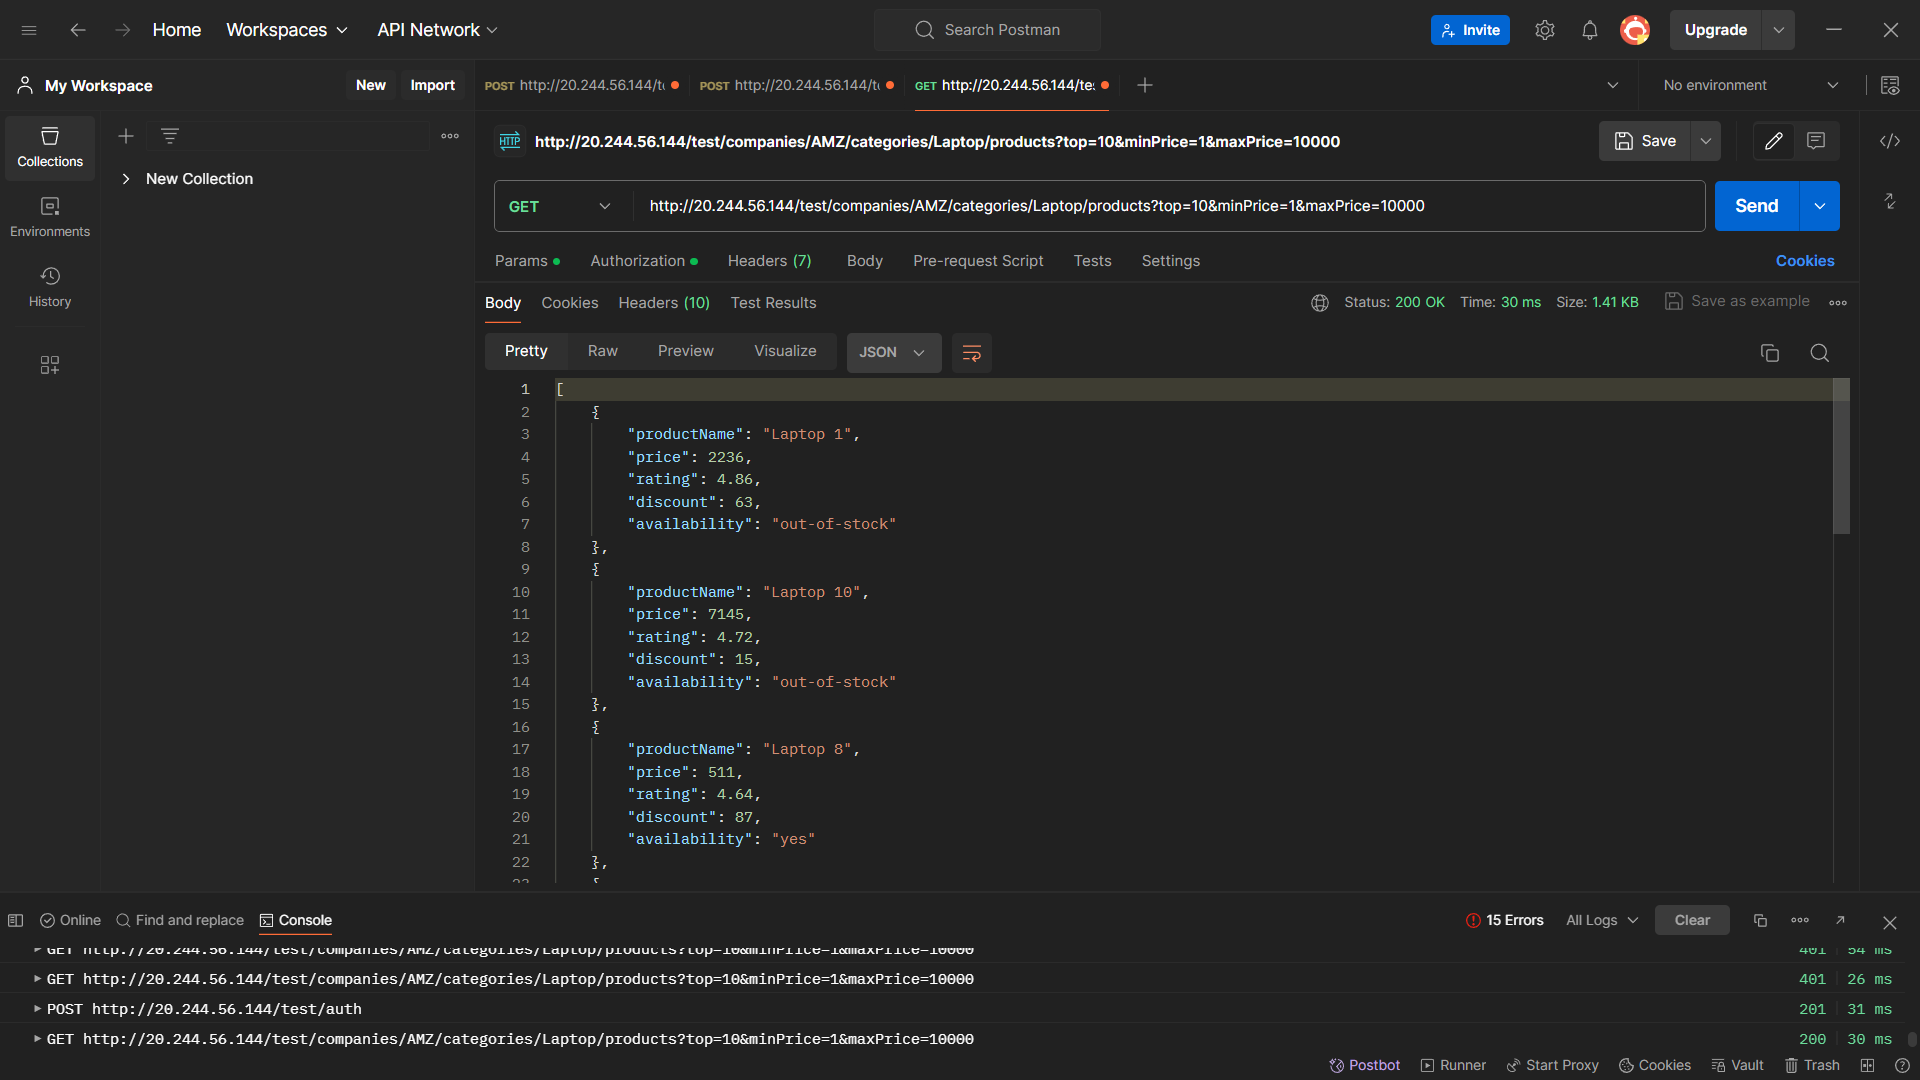 Home Workspaces API Network Search Postman Invite Upgrade
My Workspace New Import POST http://20.244.56.144/t POST http://20.244.56.144/t GET http://20.244.56.144/te No environment
Collections
Environments
History
New Collection
HTTP http://20.244.56.144/test/companies/AMZ/categories/Laptop/products?top=10&minPrice=1&maxPrice=10000 Save
GET http://20.244.56.144/test/companies/AMZ/categories/Laptop/products?top=10&minPrice=1&maxPrice=10000 Send
Params Authorization Headers (7) Body Pre-request Script Tests Settings Cookies
Body Cookies Headers (10) Test Results Status: 200 OK Time: 30 ms Size: 1.41 KB Save as example
Pretty Raw Preview Visualize JSON
1 [
2 {
3 "productName": "Laptop 1",
4 "price": 2236,
5 "rating": 4.86,
6 "discount": 63,
7 "availability": "out-of-stock"
8 },
9 {
10 "productName": "Laptop 10",
11 "price": 7145,
12 "rating": 4.72,
13 "discount": 15,
14 "availability": "out-of-stock"
15 },
16 {
17 "productName": "Laptop 8",
18 "price": 511,
19 "rating": 4.64,
20 "discount": 87,
21 "availability": "yes"
22 },
23 {
Online Find and replace Console 15 Errors All Logs Clear
GET http://20.244.56.144/test/companies/AMZ/categories/Laptop/products?top=10&minPrice=1&maxPrice=10000 401 54 ms
GET http://20.244.56.144/test/companies/AMZ/categories/Laptop/products?top=10&minPrice=1&maxPrice=10000 401 26 ms
POST http://20.244.56.144/test/auth 201 31 ms
GET http://20.244.56.144/test/companies/AMZ/categories/Laptop/products?top=10&minPrice=1&maxPrice=10000 200 30 ms
Postbot Runner Start Proxy Cookies Vault Trash